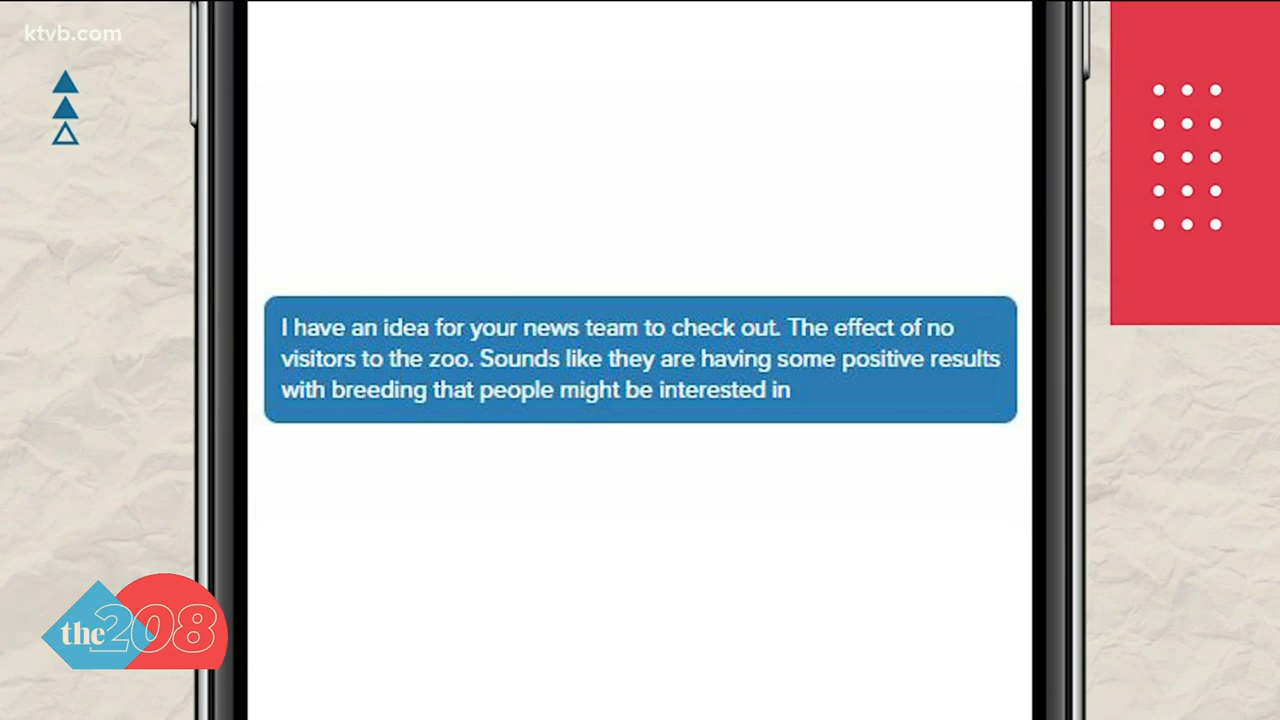 ktvb.com
I have an idea for your news team to check out. The effect of no
visitors to the zoo. Sounds like they are having some positive results
with breeding that people might be interested in
the208